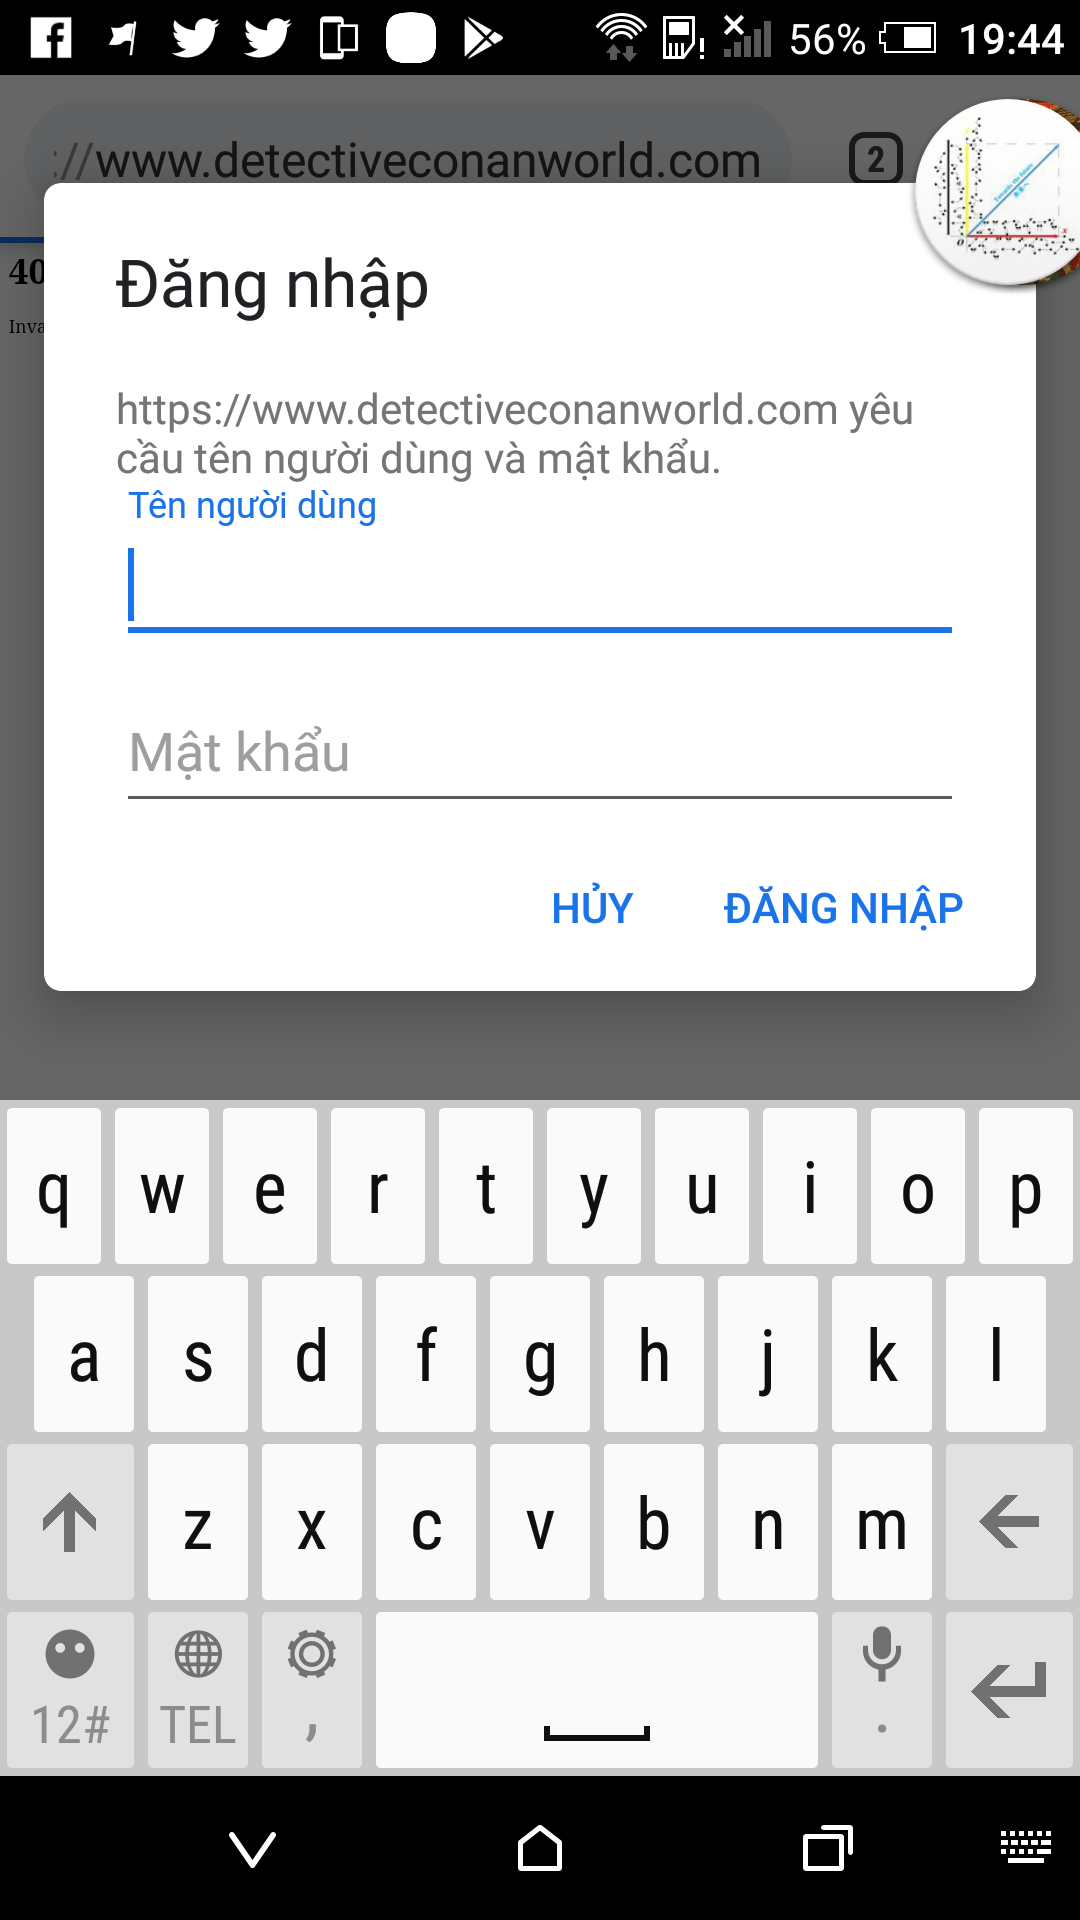 56% 19:44
://www.detectiveconanworld.com 2
40
Inva
Đăng nhập
https://www.detectiveconanworld.com yêu
cầu tên người dùng và mật khẩu.
Tên người dùng
Mật khẩu
HỦY ĐĂNG NHẬP
q w e r t y u i o p
a s d f g h j k l
z x c v b n m
12# TEL , .